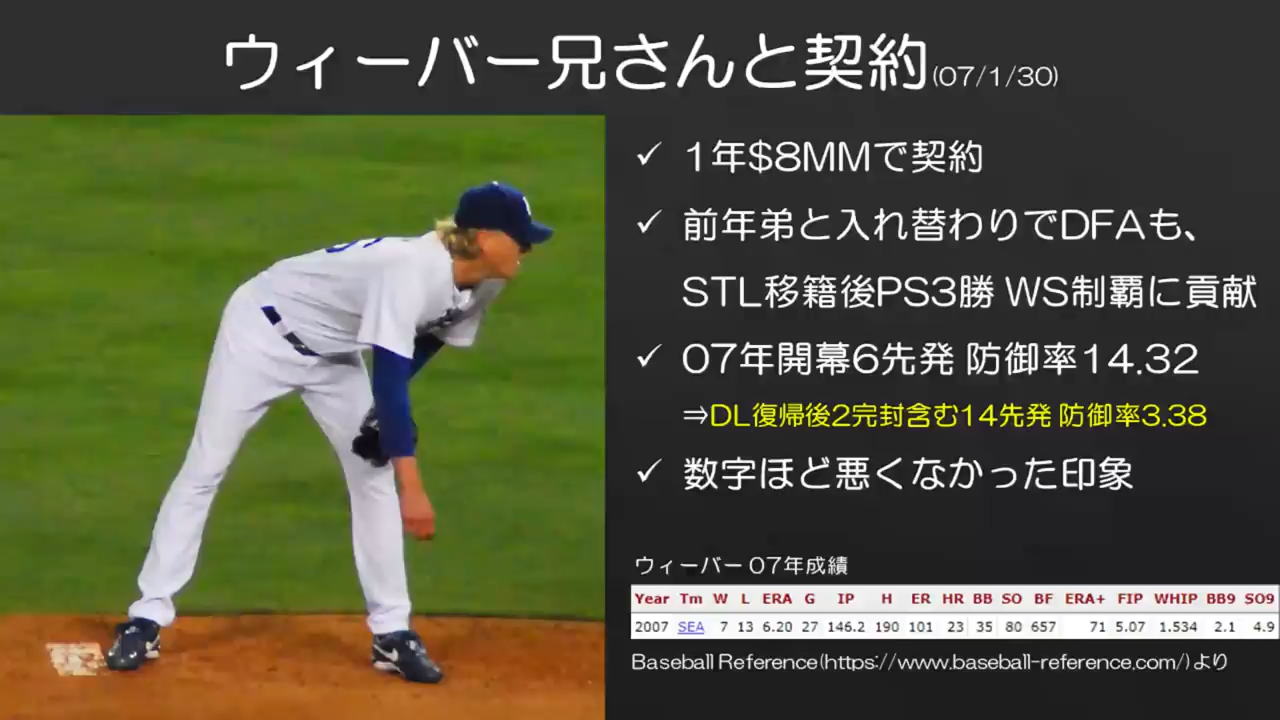 ウィーバー兄さんと契約(07/1/30)
✓ 1年$8MMで契約
✓ 前年弟と入れ替わりでDFAも、
STL移籍後PS3勝 WS制覇に貢献
✓ 07年開幕6先発 防御率14.32
⇒DL復帰後2完封含む14先発 防御率3.38
✓ 数字ほど悪くなかった印象
ウィーバー 07年成績
Year Tm W L ERA G IP H ER HR BB SO BF ERA+ FIP WHIP BB9 SO9
2007 SEA 7 13 6.20 27 146.2 190 101 23 35 80 657 71 5.07 1.534 2.1 4.9
Baseball Reference(https://www.baseball-reference.com/)より